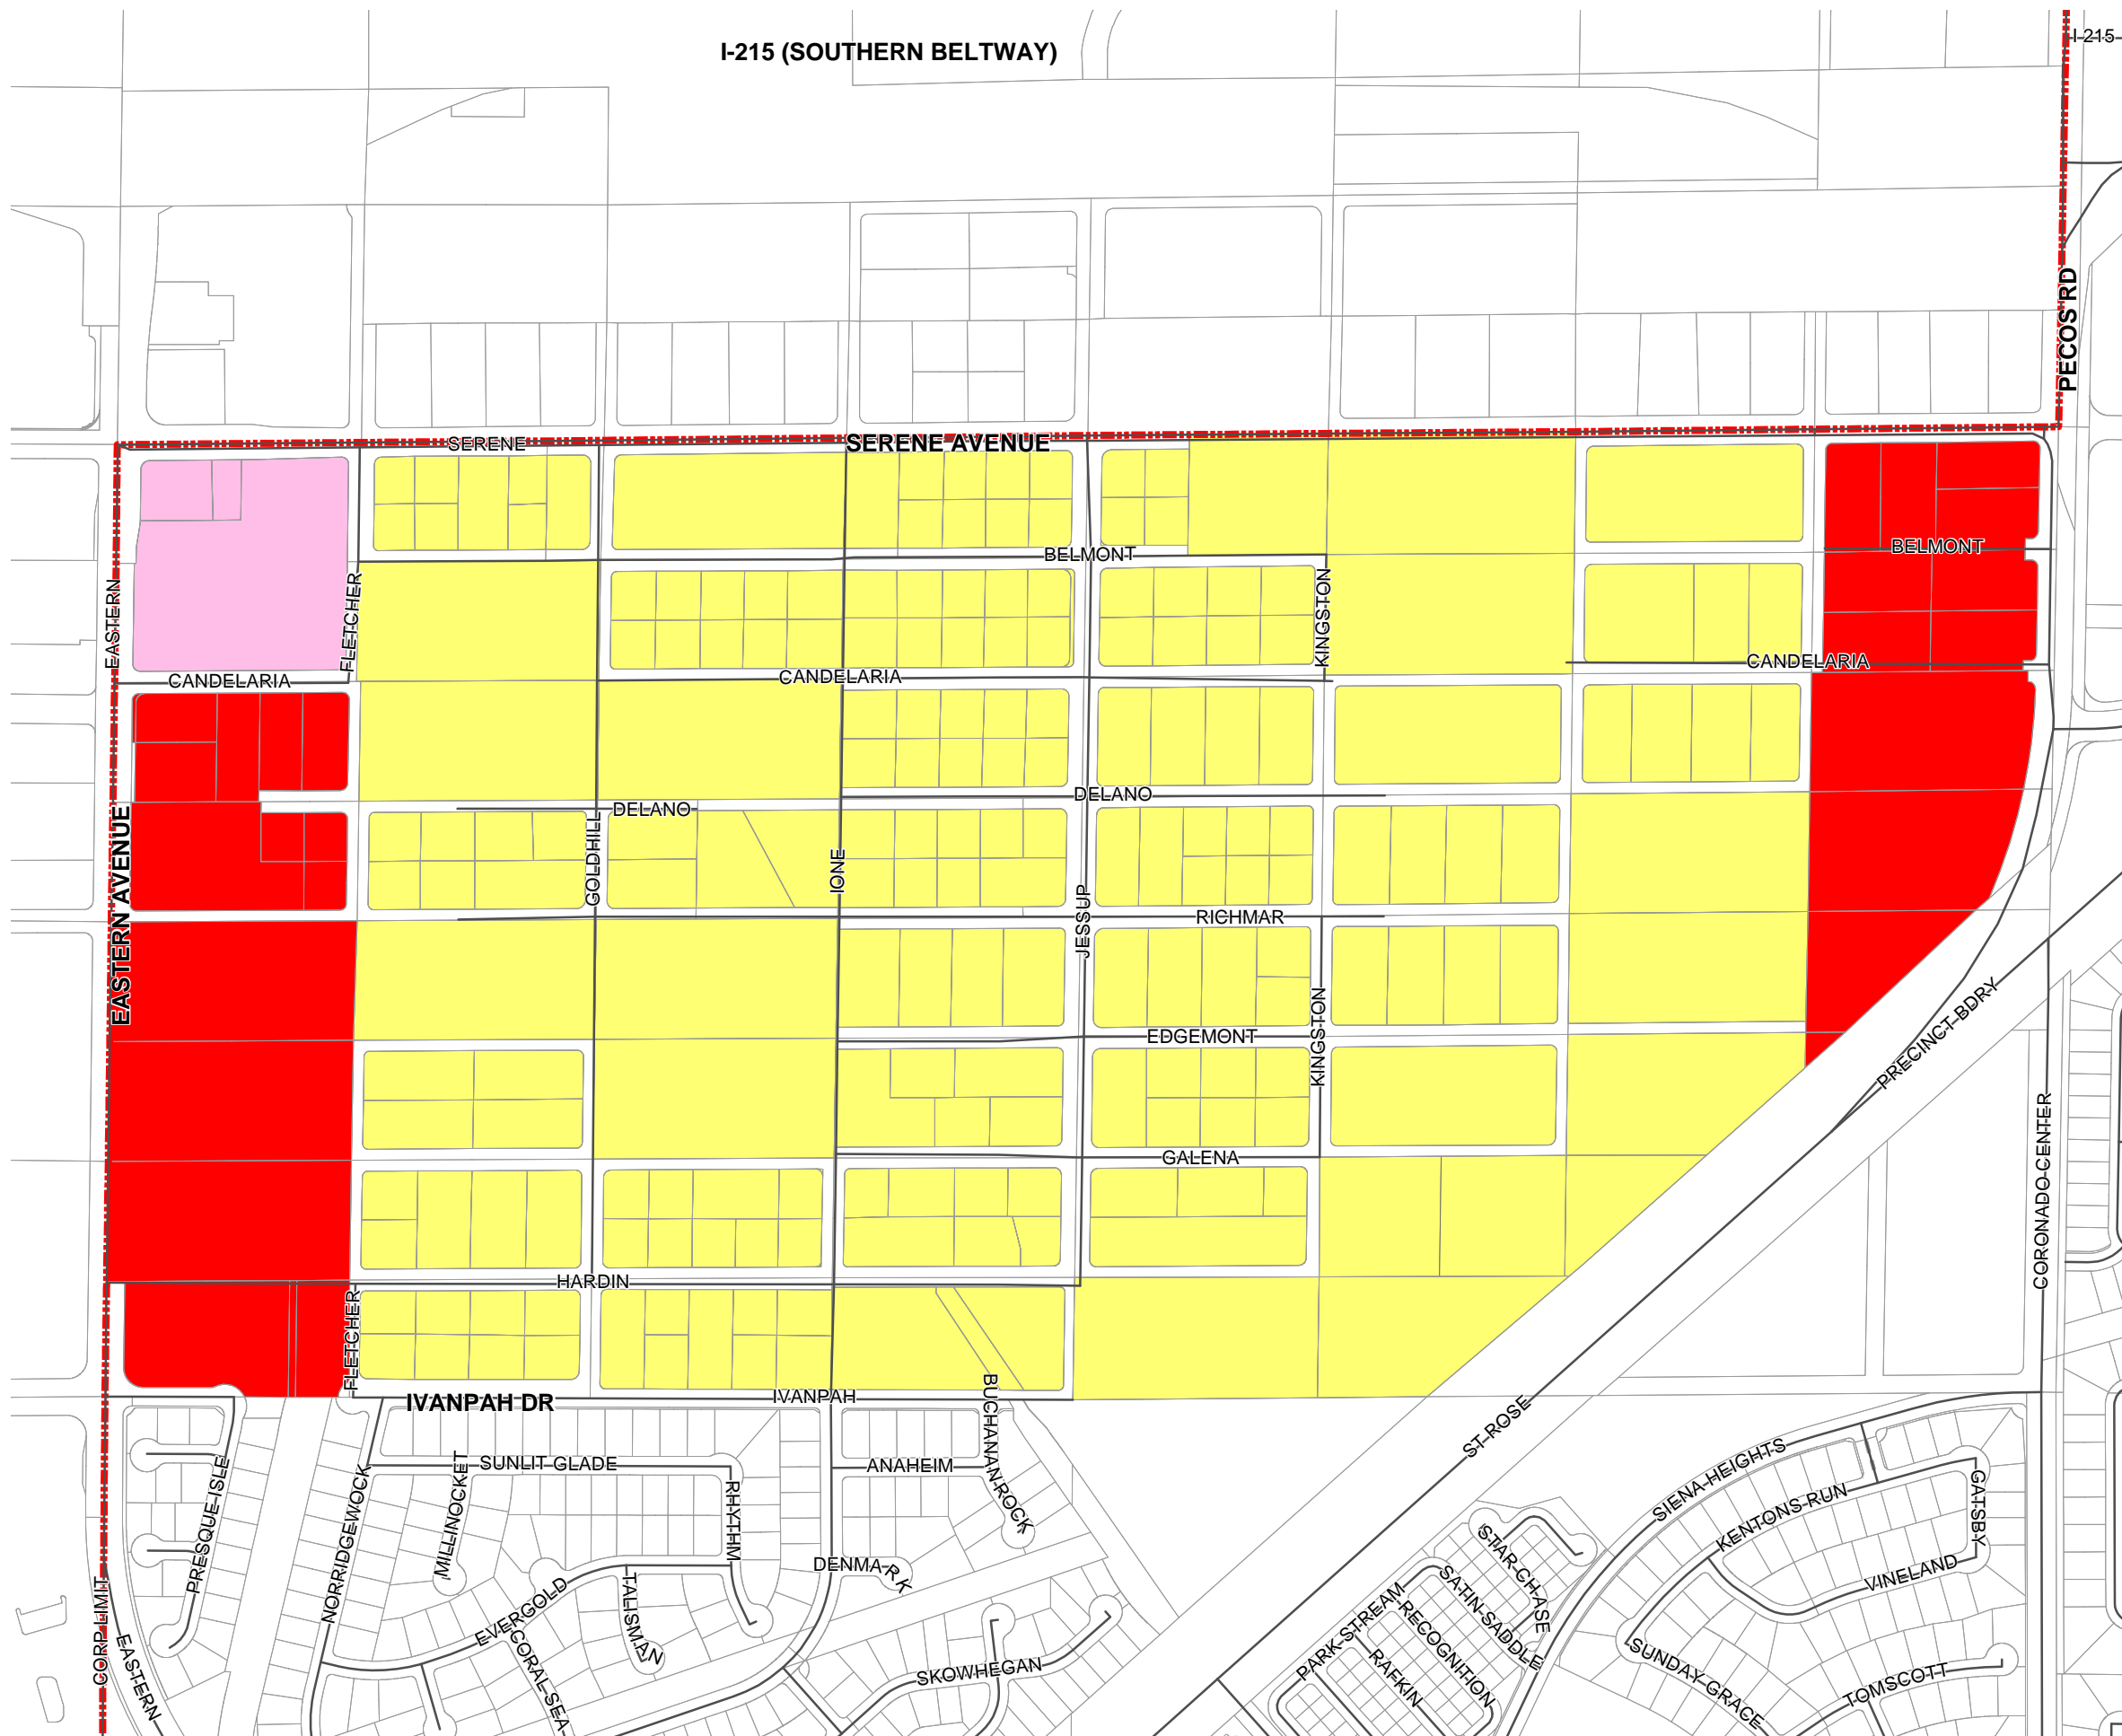 I-215 (SOUTHERN BELTWAY)
I-215
PECOS RD
SERENE
SERENE AVENUE
BELMONT
BELMONT
EASTERN
FLETCHER
KINGSTON
CANDELARIA
CANDELARIA
CANDELARIA
DELANO
DELANO
EASTERN AVENUE
GOLDHILL
IONE
JESSUP
RICHMAR
EDGEMONT
KINGSTON
PRECINCT BDRY
GALENA
CORONADO CENTER
HARDIN
FLETCHER
IVANPAH DR
IVANPAH
BUCHANAN ROCK
ST ROSE
SUNLIT GLADE
ANAHEIM
PRESQUE ISLE
NORRIDGEWOCK
MILLINOCKET
RHYTHM
SIENA HEIGHTS
KENTONS RUN
GATSBY
DENMARK
STAR CHASE
VINELAND
CORP LIMIT
EASTERN
EVERGOLD
TALISMAN
CORAL SEA
SKOWHEGAN
PARK STREAM
RECOGNITION
SATIN SADDLE
RAFKIN
SUNDAY GRACE
TOMSCOTT